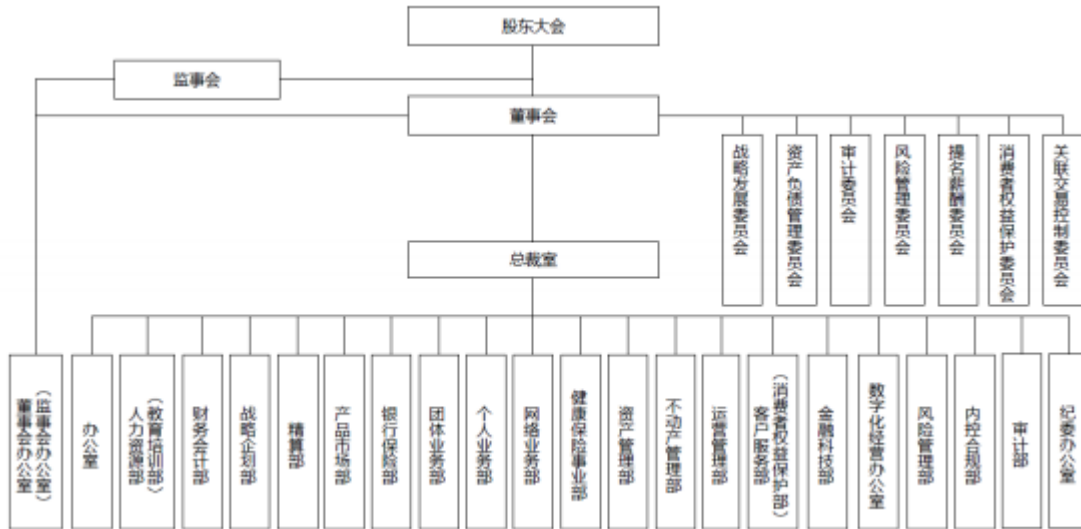 股东大会
监事会
董事会
战略发展委员会
资产负债管理委员会
审计委员会
风险管理委员会
提名薪酬委员会
消费者权益保护委员会
关联交易控制委员会
总裁室
董事会办公室
（监事会办公室）
办公室
人力资源部
（教育培训部）
财务会计部
战略企划部
精算部
产品市场部
银行保险部
团体业务部
个人业务部
网络业务部
健康保险事业部
资产管理部
不动产管理部
运营管理部
客户服务部
（消费者权益保护部）
金融科技部
数字化经营办公室
风险管理部
内控合规部
审计部
纪委办公室